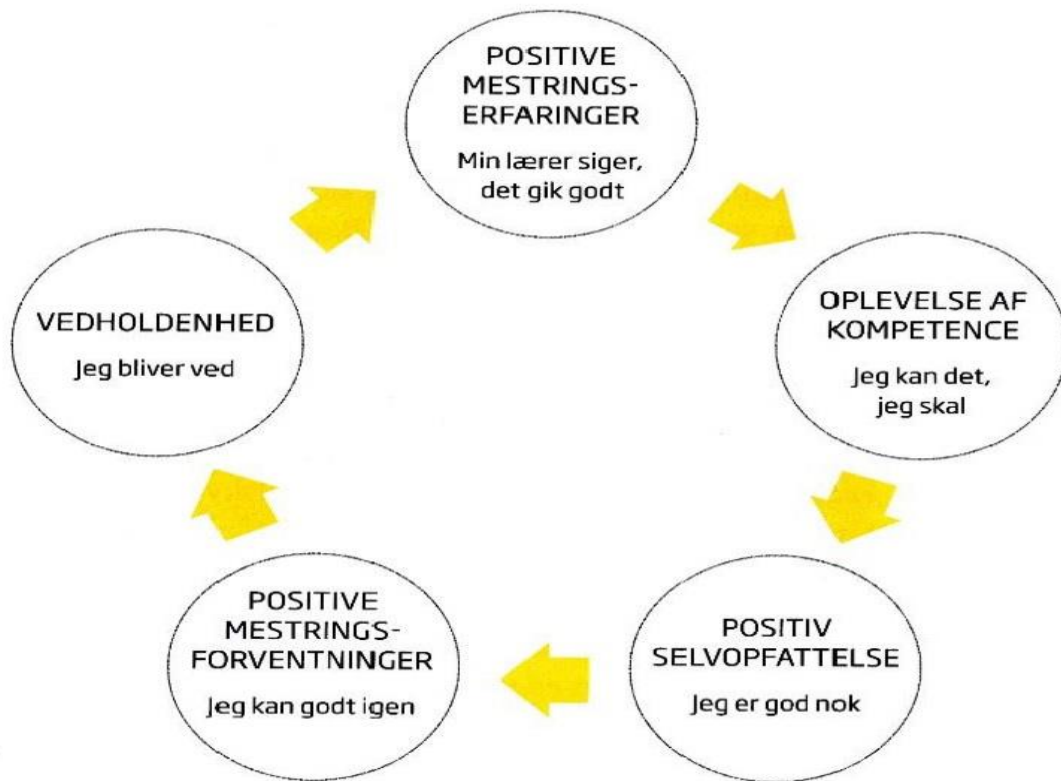 POSITIVE
MESTRINGS-
ERFARINGER
Min lærer siger,
det gik godt
OPLEVELSE AF
KOMPETENCE
Jeg kan det,
jeg skal
POSITIV
SELVOPFATTELSE
Jeg er god nok
POSITIVE
MESTRINGS-
FORVENTNINGER
Jeg kan godt igen
VEDHOLDENHED
Jeg bliver ved